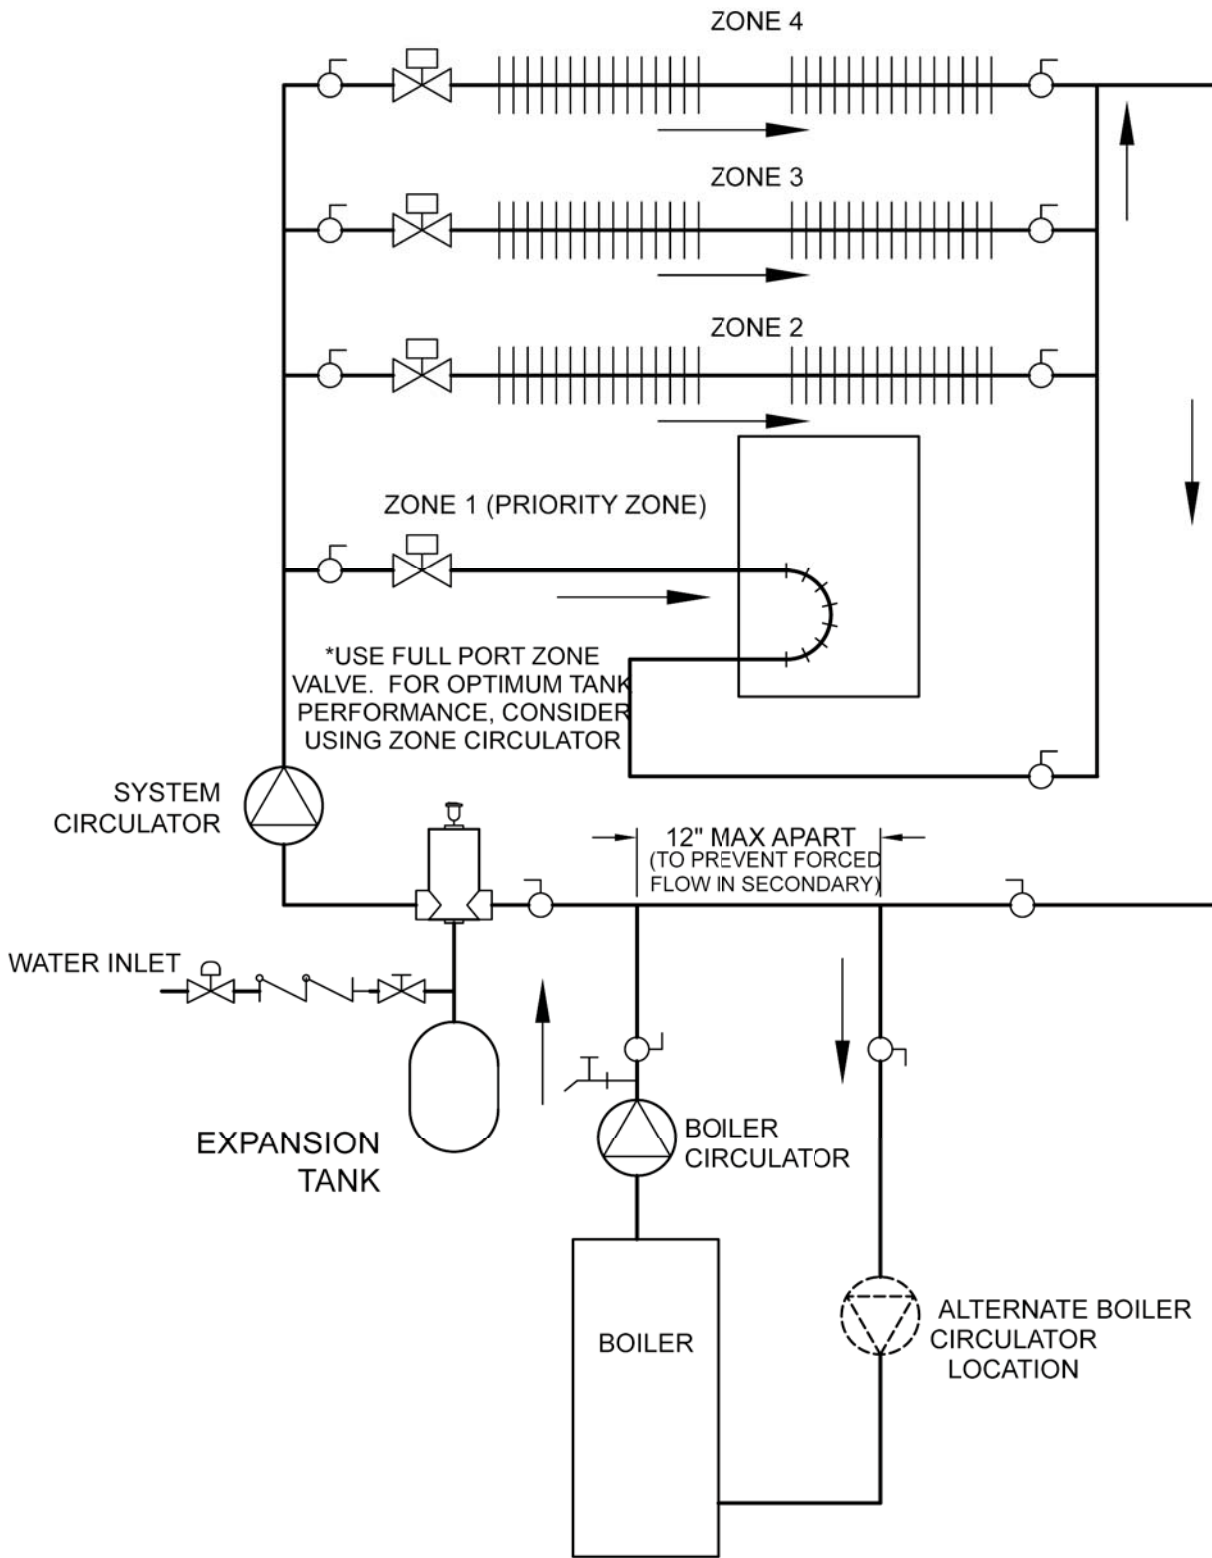 ZONE 4
ZONE 3
ZONE 2
ZONE 1 (PRIORITY ZONE)
*USE FULL PORT ZONE
VALVE. FOR OPTIMUM TANK
PERFORMANCE, CONSIDER
USING ZONE CIRCULATOR
SYSTEM
CIRCULATOR
12" MAX APART
(TO PREVENT FORCED
FLOW IN SECONDARY)
WATER INLET
EXPANSION
TANK
BOILER
CIRCULATOR
BOILER
ALTERNATE BOILER
CIRCULATOR
LOCATION